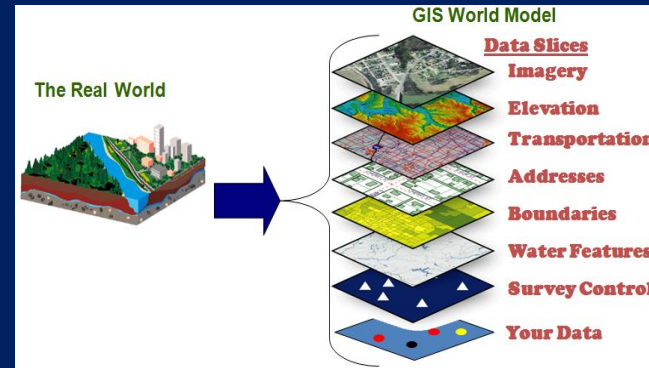 GIS World Model
Data Slices
The Real World
Imagery
Elevation
Transportation
Addresses
Boundaries
Water Features
Survey Control
Your Data